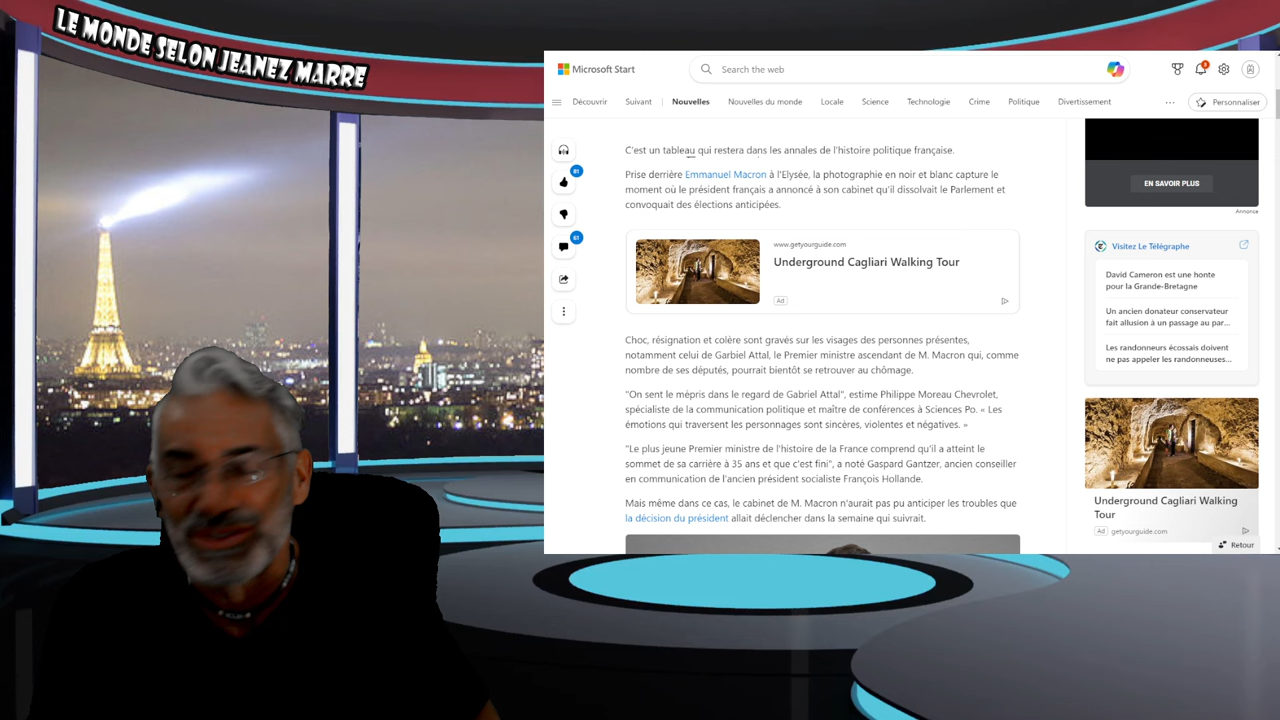 LE MONDE SELON JEANEZ MARRE
Microsoft Start
Search the web
3
Découvrir Suivant Nouvelles Nouvelles du monde Locale Science Technologie Crime Politique Divertissement ... Personnaliser
C'est un tableau qui restera dans les annales de l'histoire politique française.
Prise derrière Emmanuel Macron à l'Elysée, la photographie en noir et blanc capture le
moment où le président français a annoncé à son cabinet qu'il dissolvait le Parlement et
convoquait des élections anticipées.
81
61
www.getyourguide.com
Underground Cagliari Walking Tour
Ad
Choc, résignation et colère sont gravés sur les visages des personnes présentes,
notamment celui de Garbiel Attal, le Premier ministre ascendant de M. Macron qui, comme
nombre de ses députés, pourrait bientôt se retrouver au chômage.
"On sent le mépris dans le regard de Gabriel Attal", estime Philippe Moreau Chevrolet,
spécialiste de la communication politique et maître de conférences à Sciences Po. « Les
émotions qui traversent les personnages sont sincères, violentes et négatives. »
"Le plus jeune Premier ministre de l'histoire de la France comprend qu'il a atteint le
sommet de sa carrière à 35 ans et que c'est fini", a noté Gaspard Gantzer, ancien conseiller
en communication de l'ancien président socialiste François Hollande.
Mais même dans ce cas, le cabinet de M. Macron n'aurait pas pu anticiper les troubles que
la décision du président allait déclencher dans la semaine qui suivrait.
EN SAVOIR PLUS
Annonce
Visitez Le Télégraphe
David Cameron est une honte
pour la Grande-Bretagne
Un ancien donateur conservateur
fait allusion à un passage au par...
Les randonneurs écossais doivent
ne pas appeler les randonneuses...
Underground Cagliari Walking
Tour
Ad getyourguide.com
Retour